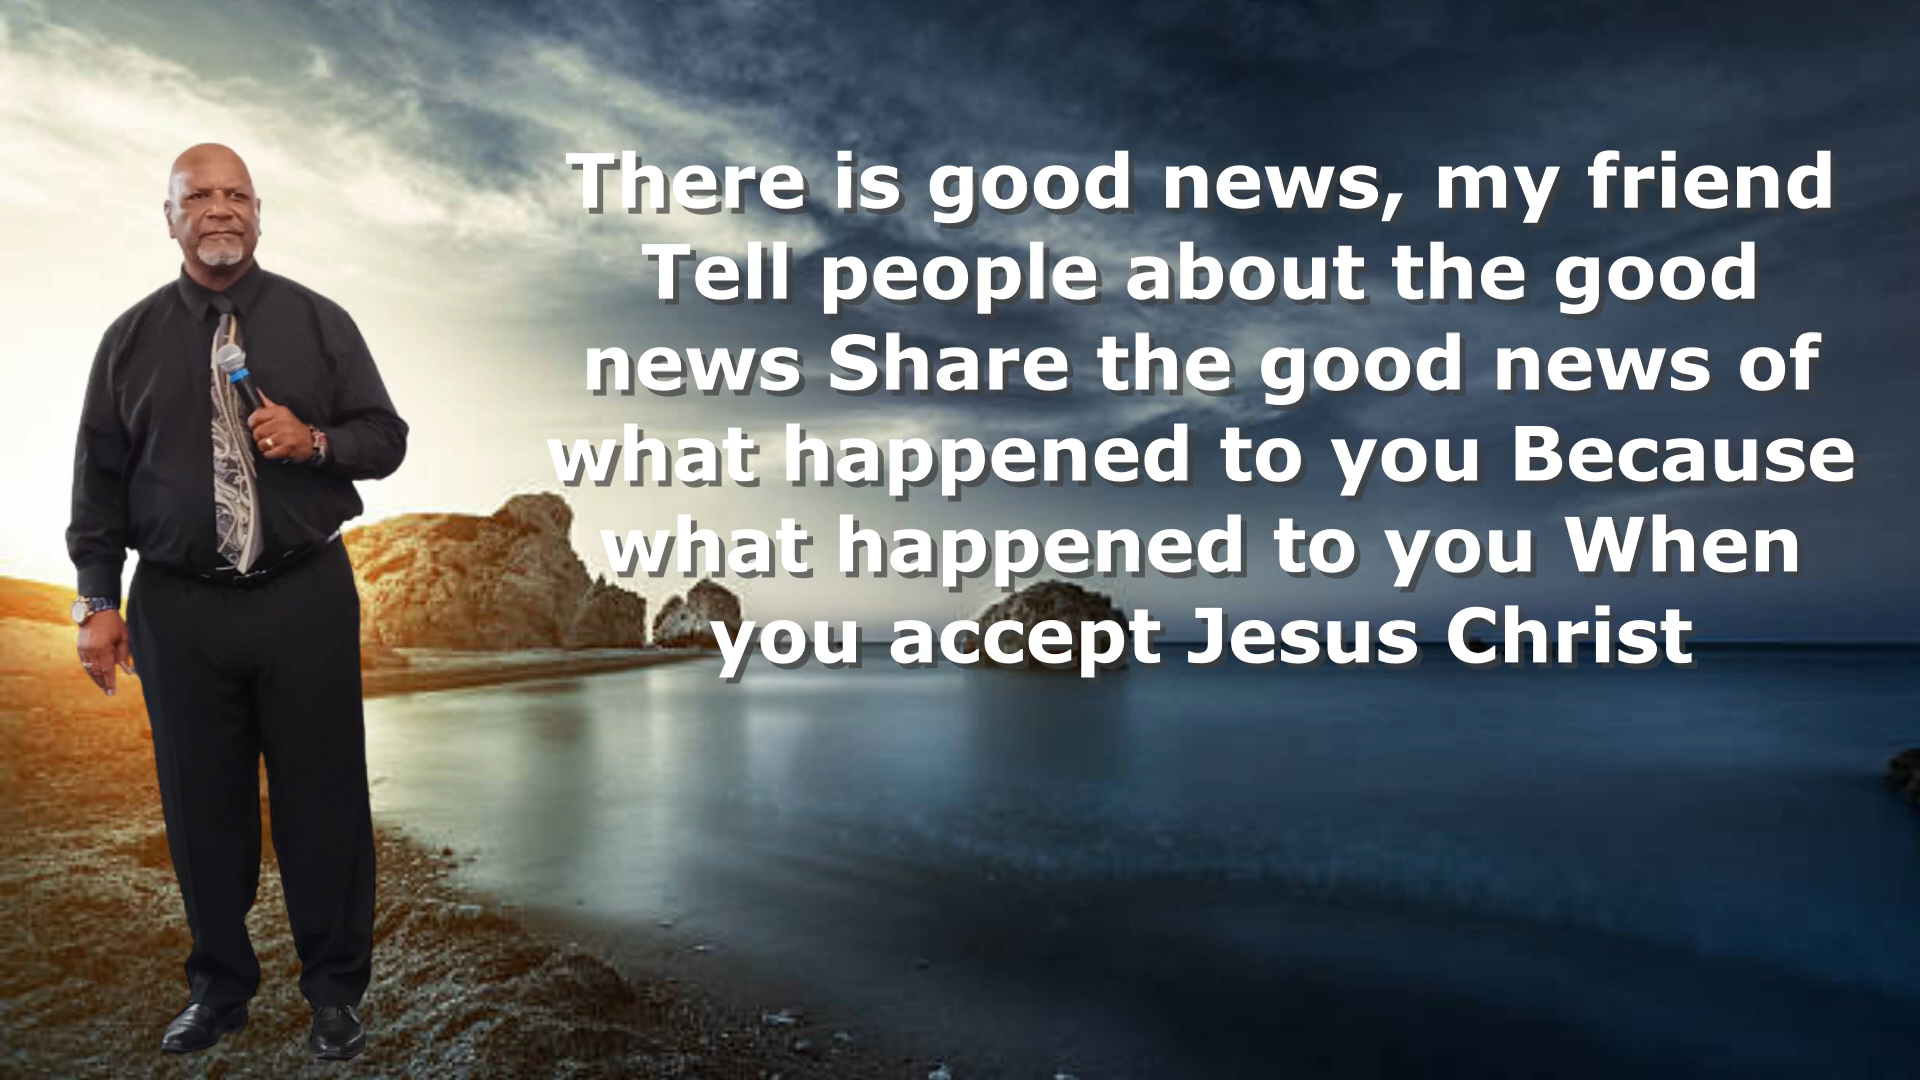 There is good news, my friend
Tell people about the good
news Share the good news of
what happened to you Because
what happened to you When
you accept Jesus Christ